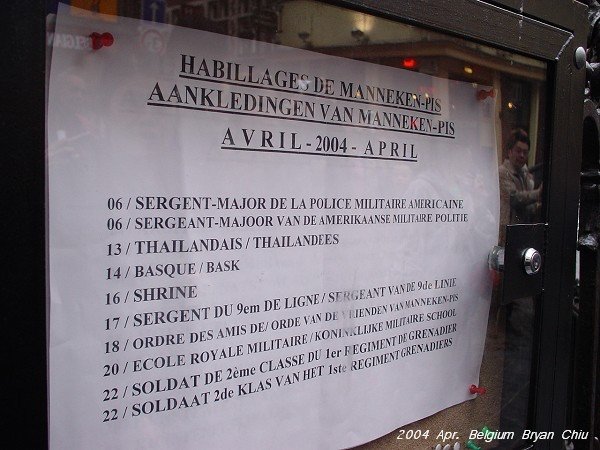 BELGIAN
HABILLAGES DE MANNEKEN-PIS
AANKLEDINGEN VAN MANNEKEN-PIS
AVRIL - 2004 - APRIL
06 / SERGENT-MAJOR DE LA POLICE MILITAIRE AMERICAINE
06 / SERGEANT-MAJOOR VAN DE AMERIKAANSE MILITAIRE POLITIE
13 / THAILANDAIS / THAILANDEES
14 / BASQUE / BASK
16 / SHRINE
17 / SERGENT DU 9em DE LIGNE / SERGEANT VAN DE 9de LINIE
18 / ORDRE DES AMIS DE/ ORDE VAN DE VRIENDEN VAN MANNEKEN-PIS
20 / ECOLE ROYALE MILITAIRE / KONINKLIJKE MILITAIRE SCHOOL
22 / SOLDAT DE 2ème CLASSE DU 1er REGIMENT DE GRENADIER
22 / SOLDAAT 2de KLAS VAN HET 1ste REGIMENT GRENADIERS
2004 Apr. Belgium Bryan Chiu